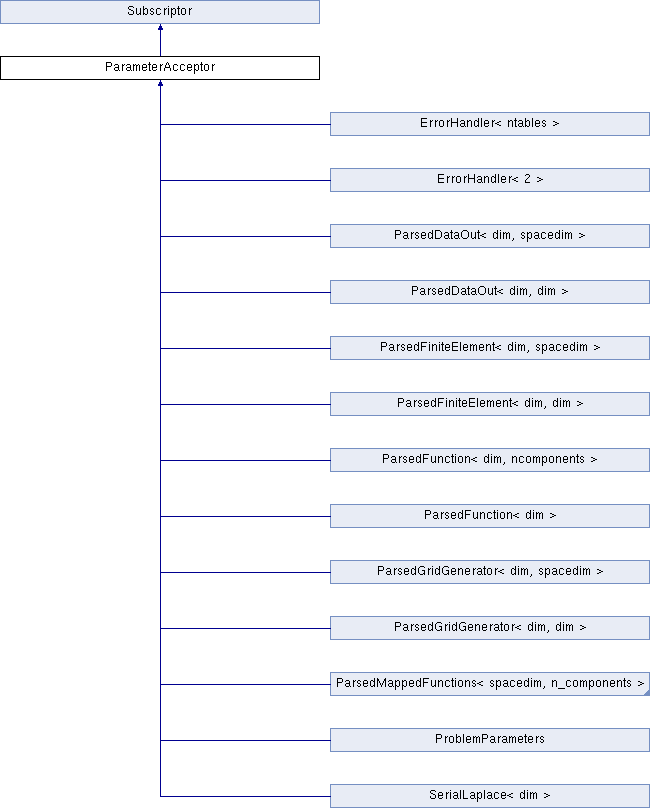 Subscriptor
ParameterAcceptor
ErrorHandler< ntables >
ErrorHandler< 2 >
ParsedDataOut< dim, spacedim >
ParsedDataOut< dim, dim >
ParsedFiniteElement< dim, spacedim >
ParsedFiniteElement< dim, dim >
ParsedFunction< dim, ncomponents >
ParsedFunction< dim >
ParsedGridGenerator< dim, spacedim >
ParsedGridGenerator< dim, dim >
ParsedMappedFunctions< spacedim, n_components >
ProblemParameters
SerialLaplace< dim >